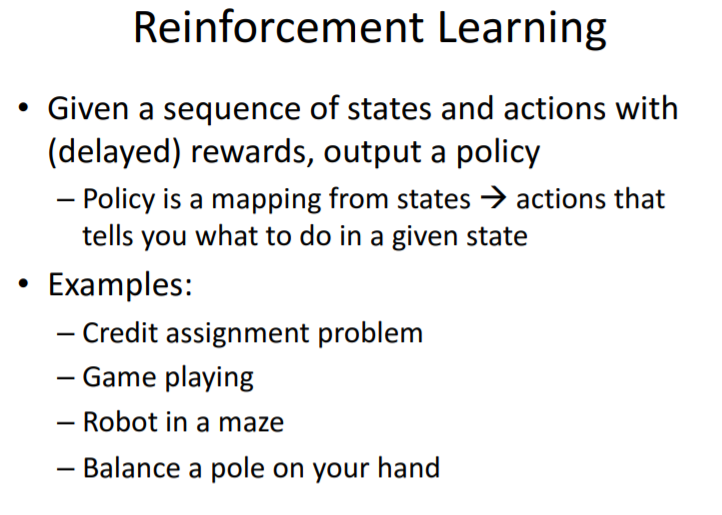 Reinforcement Learning
• Given a sequence of states and actions with
(delayed) rewards, output a policy
– Policy is a mapping from states → actions that
tells you what to do in a given state
• Examples:
– Credit assignment problem
– Game playing
– Robot in a maze
– Balance a pole on your hand